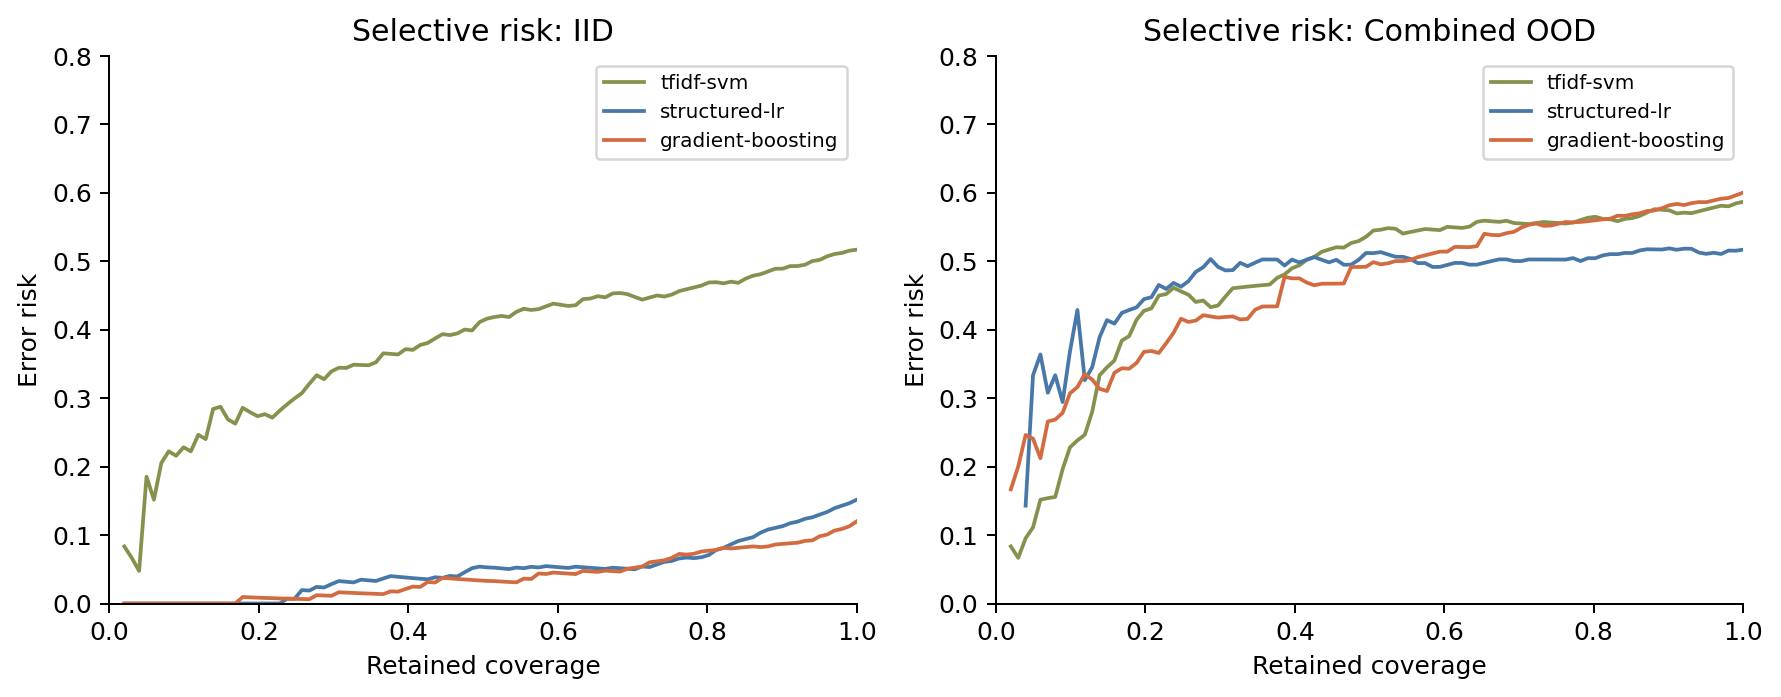 Selective risk: IID
0.8
0.7
0.6
0.5
0.4
0.3
0.2
0.1
0.0
Error risk
tfidf-svm
structured-lr
gradient-boosting
0.0 0.2 0.4 0.6 0.8 1.0
Retained coverage
Selective risk: Combined OOD
0.8
0.7
0.6
0.5
0.4
0.3
0.2
0.1
0.0
Error risk
tfidf-svm
structured-lr
gradient-boosting
0.0 0.2 0.4 0.6 0.8 1.0
Retained coverage